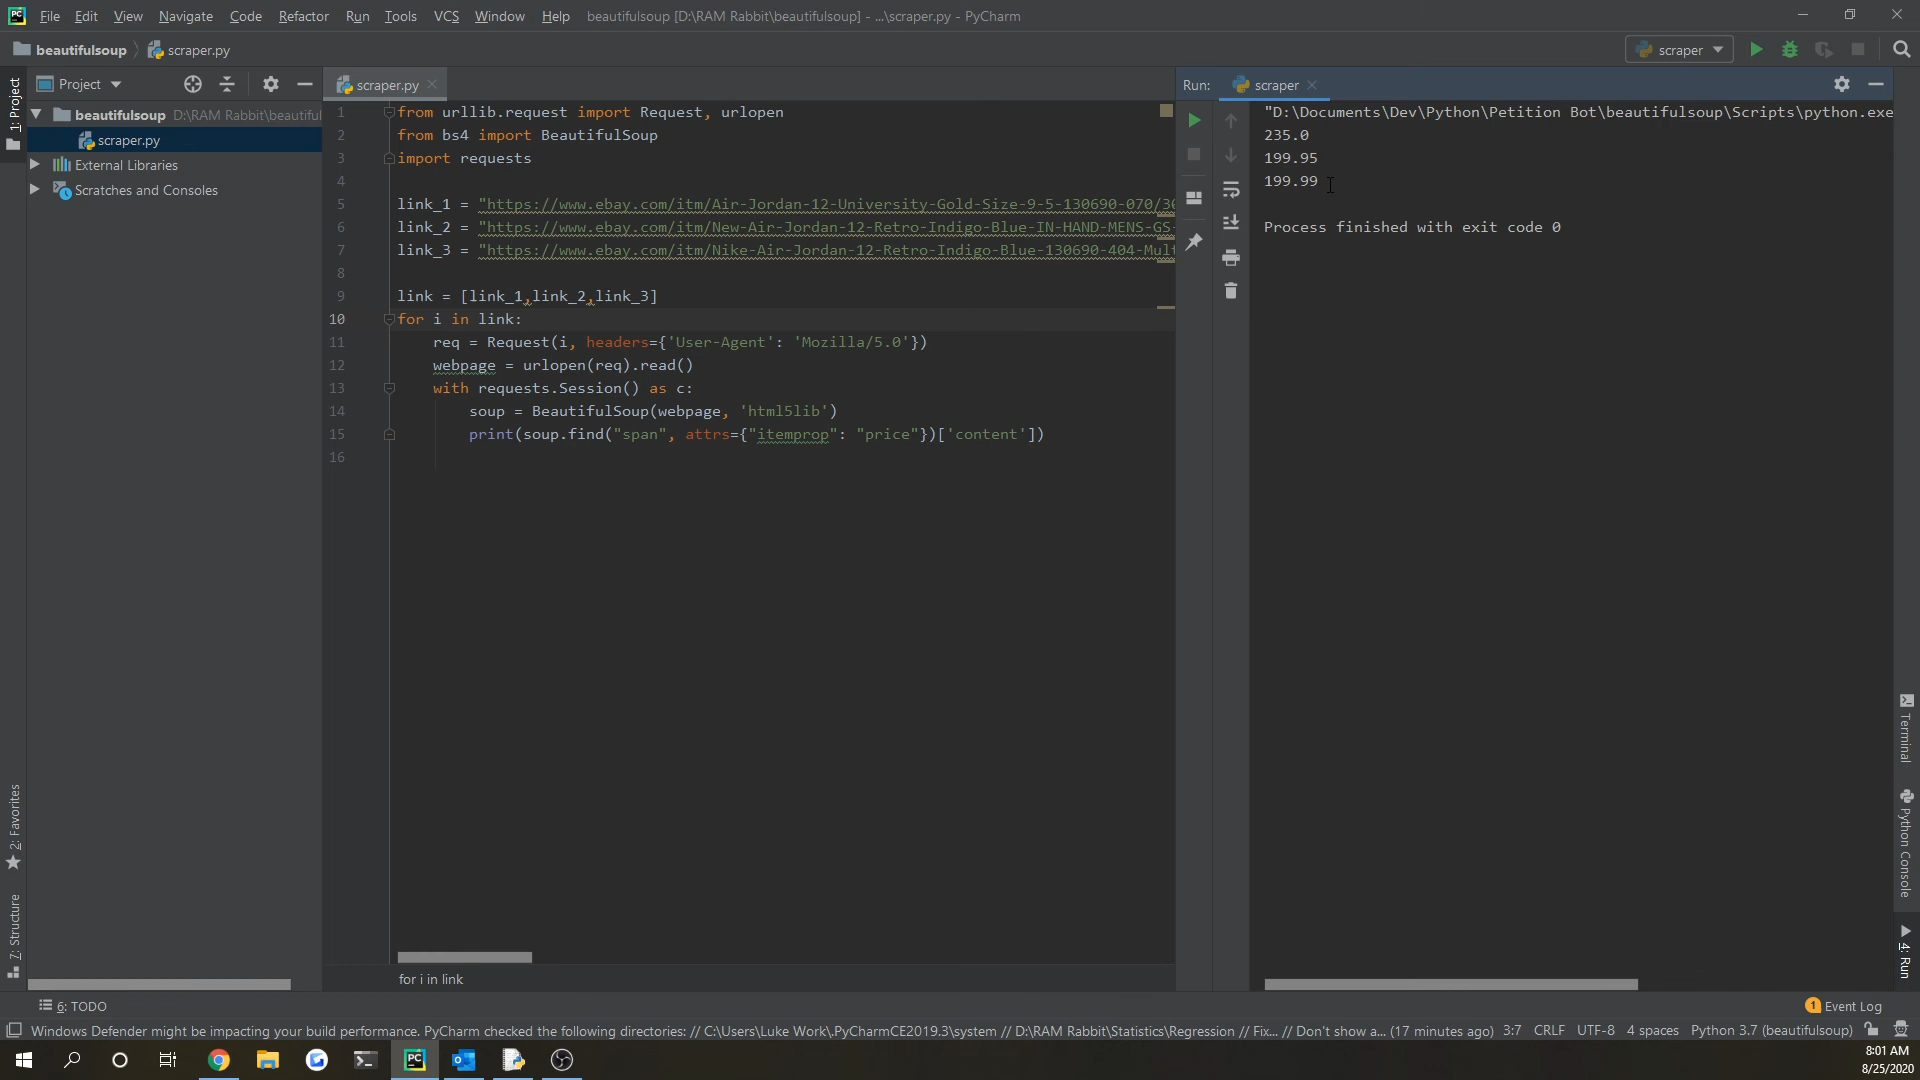 PC File Edit View Navigate Code Refactor Run Tools VCS Window Help beautifulsoup [D:\RAM Rabbit\beautifulsoup] - ...\scraper.py - PyCharm
beautifulsoup scraper.py scraper
1: Project
Project
scraper.py
Run: scraper
beautifulsoup D:\RAM Rabbit\beautiful
scraper.py
External Libraries
Scratches and Consoles
1 from urllib.request import Request, urlopen
2 from bs4 import BeautifulSoup
3 import requests
4
5 link_1 = "https://www.ebay.com/itm/Air-Jordan-12-University-Gold-Size-9-5-130690-070/3
6 link_2 = "https://www.ebay.com/itm/New-Air-Jordan-12-Retro-Indigo-Blue-IN-HAND-MENS-GS-
7 link_3 = "https://www.ebay.com/itm/Nike-Air-Jordan-12-Retro-Indigo-Blue-130690-404-Mult
8
9 link = [link_1,link_2,link_3]
10 for i in link:
11 req = Request(i, headers={'User-Agent': 'Mozilla/5.0'})
12 webpage = urlopen(req).read()
13 with requests.Session() as c:
14 soup = BeautifulSoup(webpage, 'html5lib')
15 print(soup.find("span", attrs={"itemprop": "price"})['content'])
16
for i in link
"D:\Documents\Dev\Python\Petition Bot\beautifulsoup\Scripts\python.exe
235.0
199.95
199.99
Process finished with exit code 0
2: Favorites
7: Structure
Terminal
Python Console
4: Run
6: TODO
1 Event Log
Windows Defender might be impacting your build performance. PyCharm checked the following directories: // C:\Users\Luke Work\.PyCharmCE2019.3\system // D:\RAM Rabbit\Statistics\Regression // Fix... // Don't show a... (17 minutes ago) 3:7 CRLF UTF-8 4 spaces Python 3.7 (beautifulsoup)
PC
8:01 AM
8/25/2020